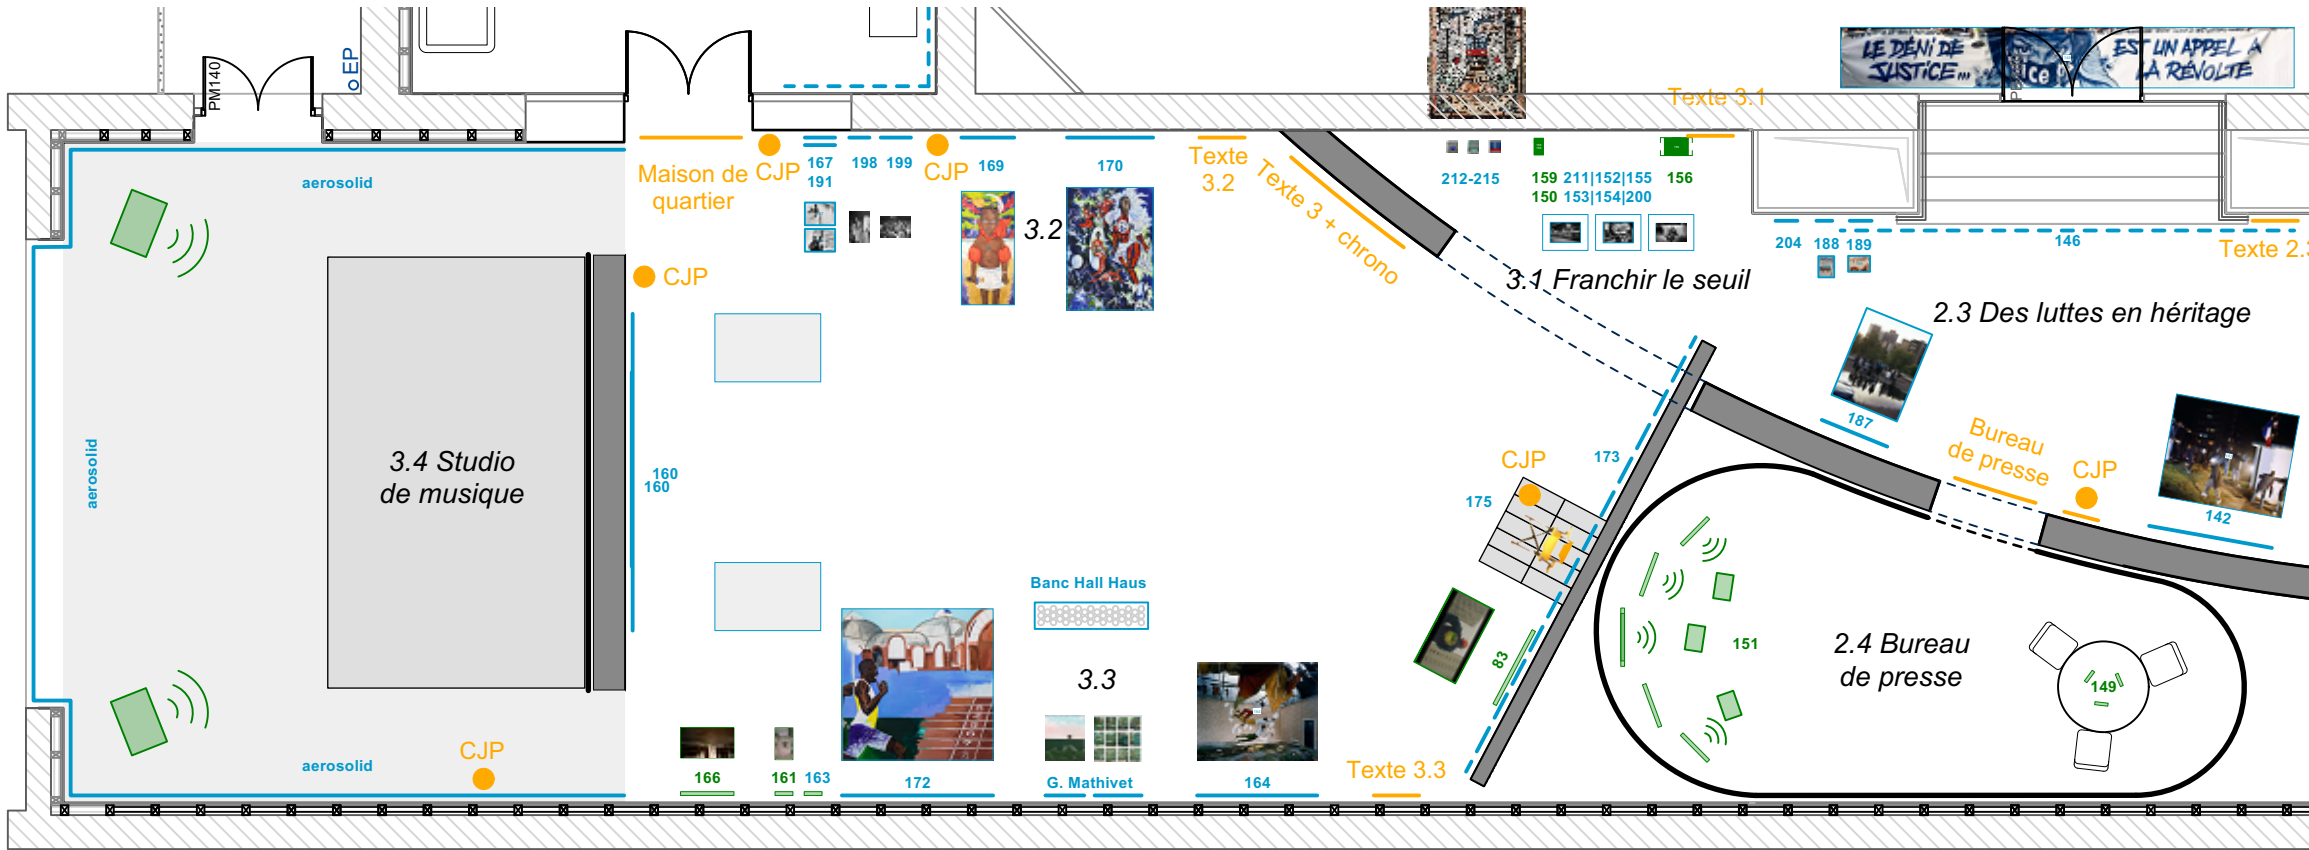 PM140
o EP
LE DÉNI DE
JUSTICE...
ice
EST UN APPEL A
LA RÉVOLTE
Texte 3.1
Maison de
quartier
CJP
167
191
198
199
CJP
169
170
Texte
3.2
Texte 3 + chrono
212-215
159
150
211|152|155
153|154|200
156
204
188
189
146
Texte 2.3
aerosolid
3.2
CJP
3.1 Franchir le seuil
2.3 Des luttes en héritage
187
Bureau
de presse
CJP
142
aerosolid
3.4 Studio
de musique
160
160
CJP
173
175
Banc Hall Haus
83
151
2.4 Bureau
de presse
149
3.3
CJP
aerosolid
166
161
163
172
G. Mathivet
164
Texte 3.3